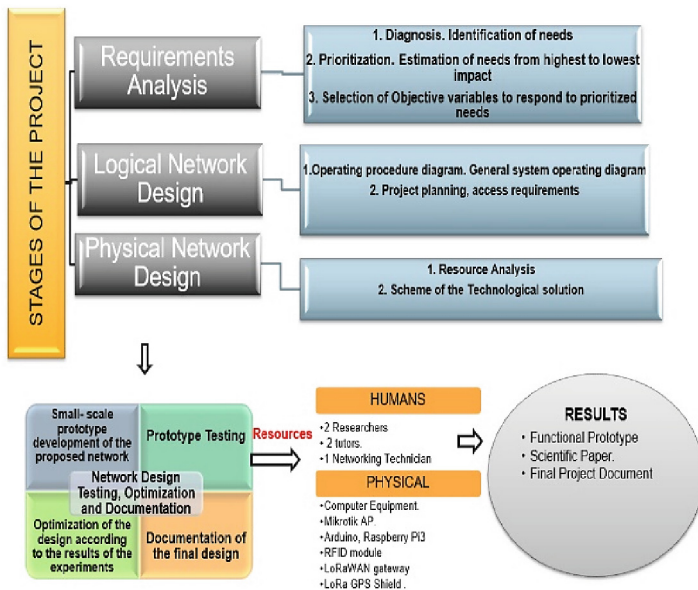 STAGES OF THE PROJECT
Requirements
Analysis
1. Diagnosis. Identification of needs
2. Prioritization. Estimation of needs from highest to lowest
impact
3. Selection of Objective variables to respond to prioritized
needs
Logical Network
Design
1.Operating procedure diagram. General system operating diagram
2. Project planning, access requirements
Physical Network
Design
1. Resource Analysis
2. Scheme of the Technological solution
Small- scale
prototype
development of the
proposed network
Prototype Testing
Network Design
Testing, Optimization
and Documentation
Optimization of the
design according to
the results of the
experiments
Documentation of
the final design
Resources
HUMANS
•2 Researchers
• 2 tutors.
•1 Networking Technician
PHYSICAL
•Computer Equipment.
•Mikrotik AP.
•Arduino, Raspberry Pi3
•RFID module
•LoRaWAN gateway
•LoRa GPS Shield .
RESULTS
• Functional Prototype
• Scientific Paper.
• Final Project Document